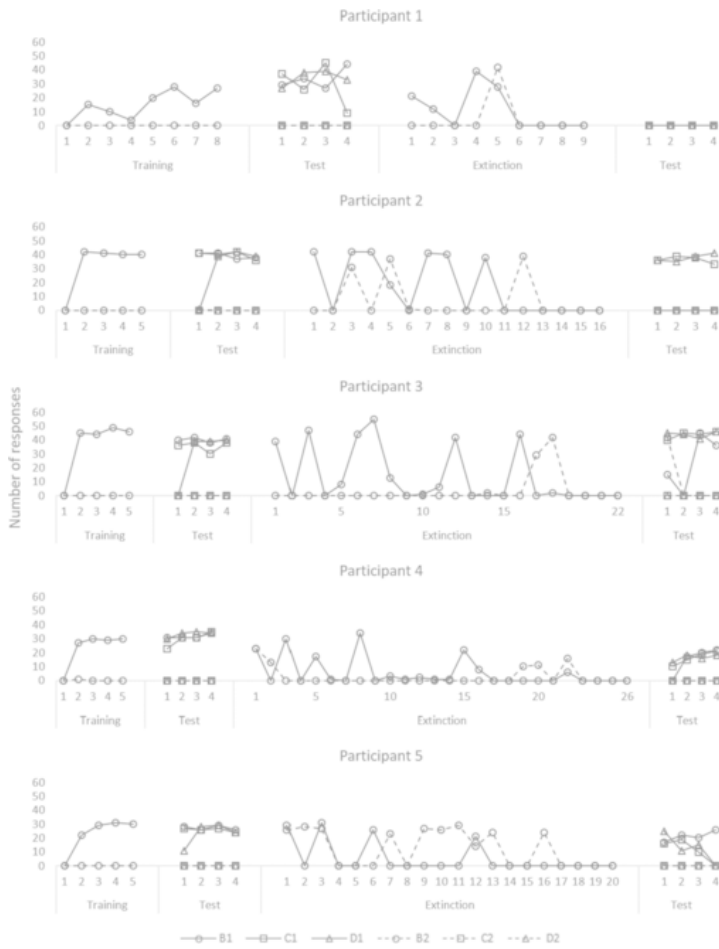 Participant 1
60
50
40
30
20
10
0
1 2 3 4 5 6 7 8 1 2 3 4 1 2 3 4 5 6 7 8 9 1 2 3 4
Training Test Extinction Test
Participant 2
60
50
40
30
20
10
0
1 2 3 4 5 1 2 3 4 1 2 3 4 5 6 7 8 9 10 11 12 13 14 15 16 1 2 3 4
Training Test Extinction Test
Number of responses
Participant 3
60
50
40
30
20
10
0
1 2 3 4 5 1 2 3 4 1 5 10 15 22 1 2 3 4
Training Test Extinction Test
Participant 4
60
50
40
30
20
10
0
1 2 3 4 5 1 2 3 4 1 5 10 15 20 26 1 2 3 4
Training Test Extinction Test
Participant 5
60
50
40
30
20
10
0
1 2 3 4 5 1 2 3 4 1 2 3 4 5 6 7 8 9 10 11 12 13 14 15 16 17 18 19 20 1 2 3 4
Training Test Extinction Test
B1 C1 D1 B2 C2 D2